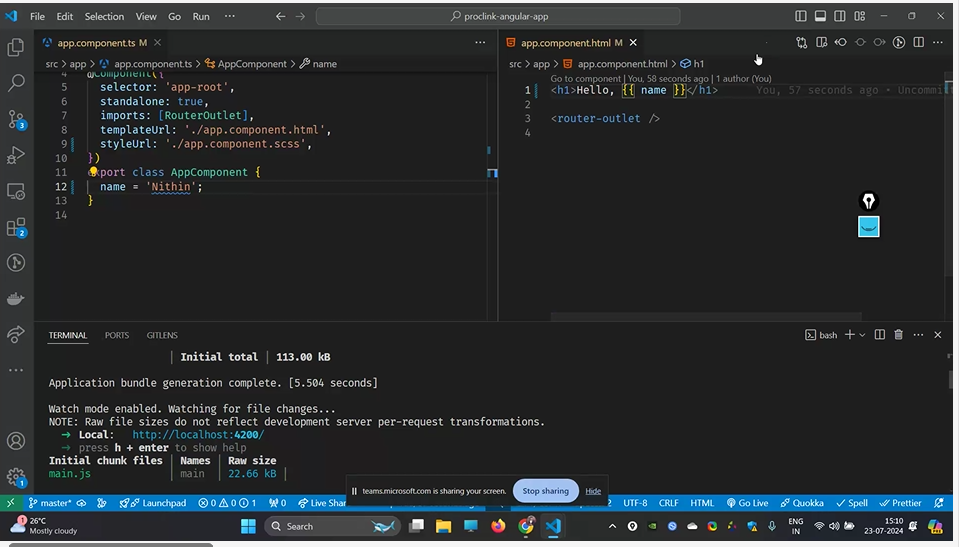 File Edit Selection View Go Run ··· proclink-angular-app
app.component.ts M
src > app > app.component.ts > AppComponent > name
4 @Component({
5 selector: 'app-root',
6 standalone: true,
7 imports: [RouterOutlet],
8 templateUrl: './app.component.html',
9 styleUrl: './app.component.scss',
10 })
11 export class AppComponent {
12 name = 'Nithin';
13 }
14
app.component.html M
src > app > app.component.html > h1
Go to component | You, 58 seconds ago | 1 author (You)
1 <h1>Hello, {{ name }}</h1> You, 57 seconds ago • Uncommit
2
3 <router-outlet />
4
3
2
1
TERMINAL PORTS GITLENS bash
| Initial total | 113.00 kB
Application bundle generation complete. [5.504 seconds]
Watch mode enabled. Watching for file changes...
NOTE: Raw file sizes do not reflect development server per-request transformations.
➜ Local: http://localhost:4200/
➜ press h + enter to show help
Initial chunk files | Names | Raw size
main.js | main | 22.66 kB |
teams.microsoft.com is sharing your screen. Stop sharing Hide
master* Launchpad 0 0 1 0 Live Shar UTF-8 CRLF HTML Go Live Quokka Spell Prettier
1 26°C
Mostly cloudy
Search
ENG
IN
15:10
23-07-2024